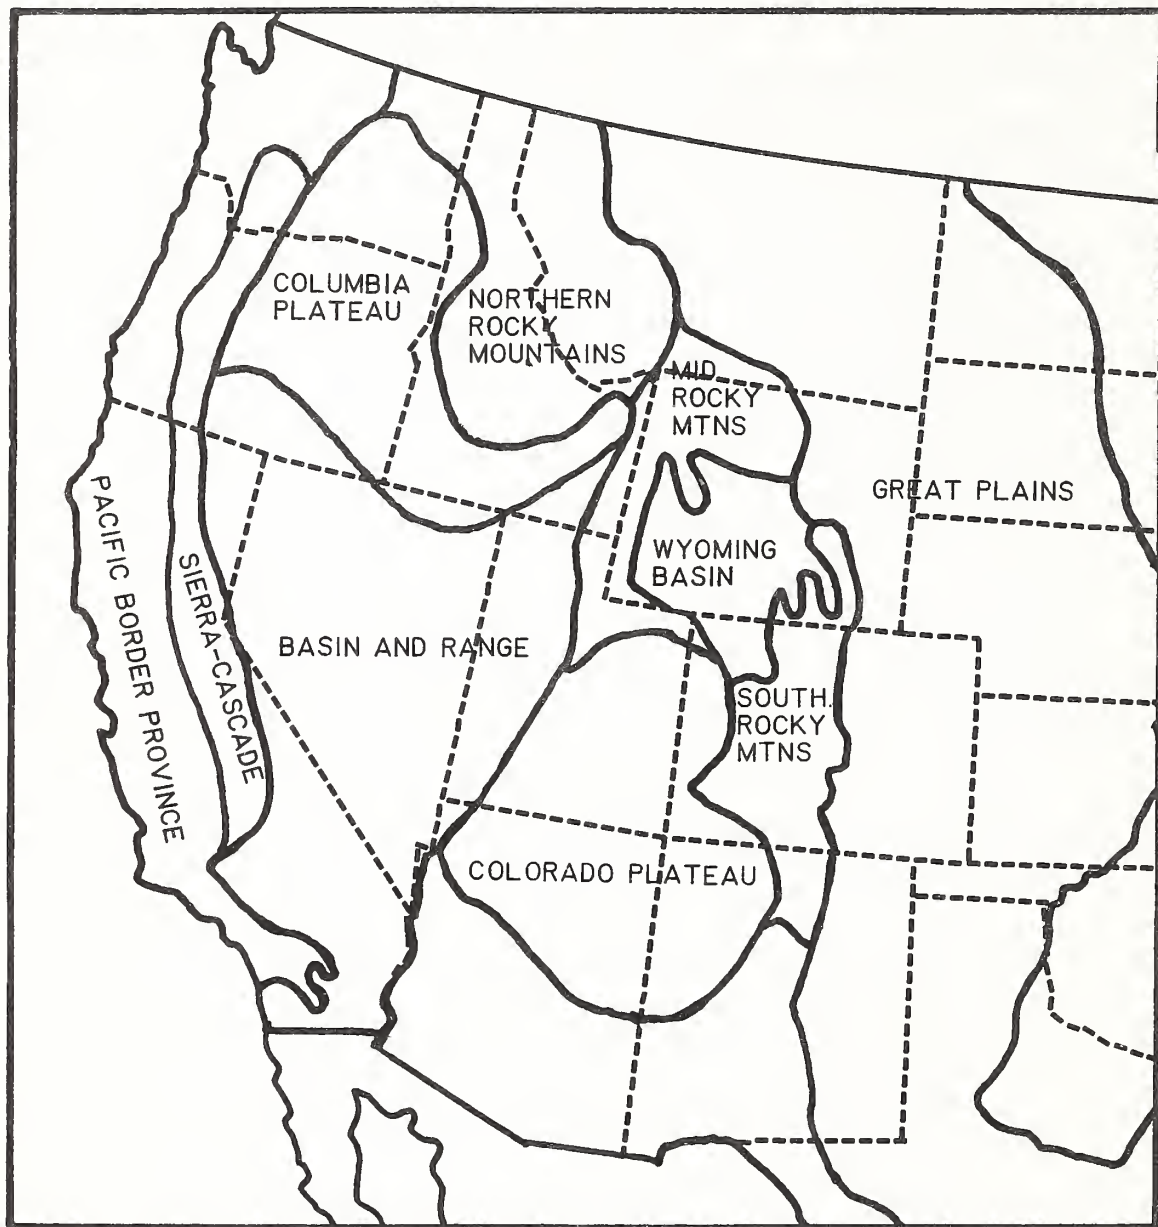 COLUMBIA
PLATEAU
NORTHERN
ROCKY
MOUNTAINS
MID
ROCKY
MTNS
GREAT PLAINS
PACIFIC BORDER PROVINCE
SIERRA-CASCADE
WYOMING
BASIN
BASIN AND RANGE
SOUTH.
ROCKY
MTNS
COLORADO PLATEAU